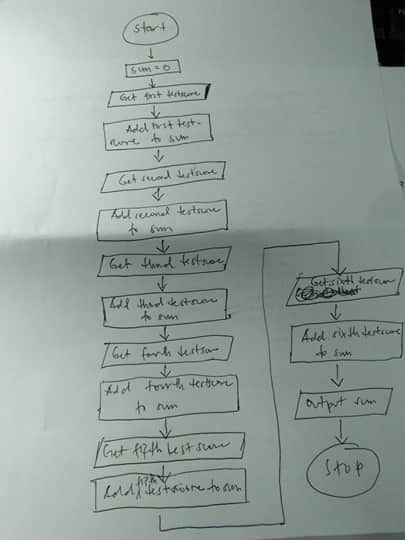 Start
sum = 0
Get first testscore
Add first test-
score to sum
Get second testscore
Add second testscore
to sum
Get third testscore
Add third testscore
to sum
Get fourth testscore
Add fourth testscore
to sum
Get fifth test score
Add fifth testscore to sum
Get sixth testscore
Add sixth testscore
to sum
Output sum
Stop